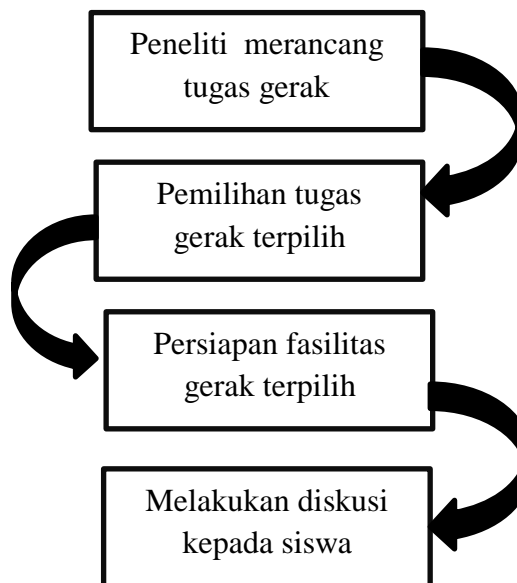 Peneliti merancang
tugas gerak
Pemilihan tugas
gerak terpilih
Persiapan fasilitas
gerak terpilih
Melakukan diskusi
kepada siswa